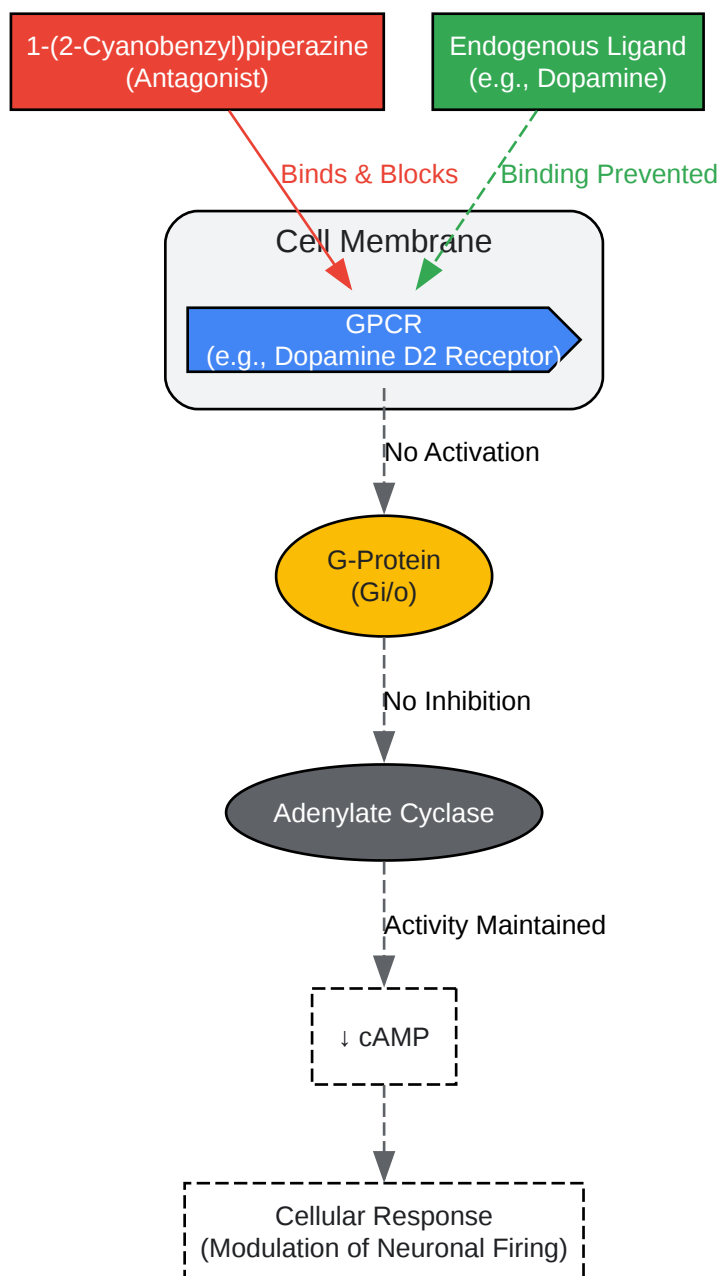 1-(2-Cyanobenzyl)piperazine
(Antagonist)
Endogenous Ligand
(e.g., Dopamine)
Binds & Blocks
Binding Prevented
Cell Membrane
GPCR
(e.g., Dopamine D2 Receptor)
No Activation
G-Protein
(Gi/o)
No Inhibition
Adenylate Cyclase
Activity Maintained
↓ cAMP
Cellular Response
(Modulation of Neuronal Firing)